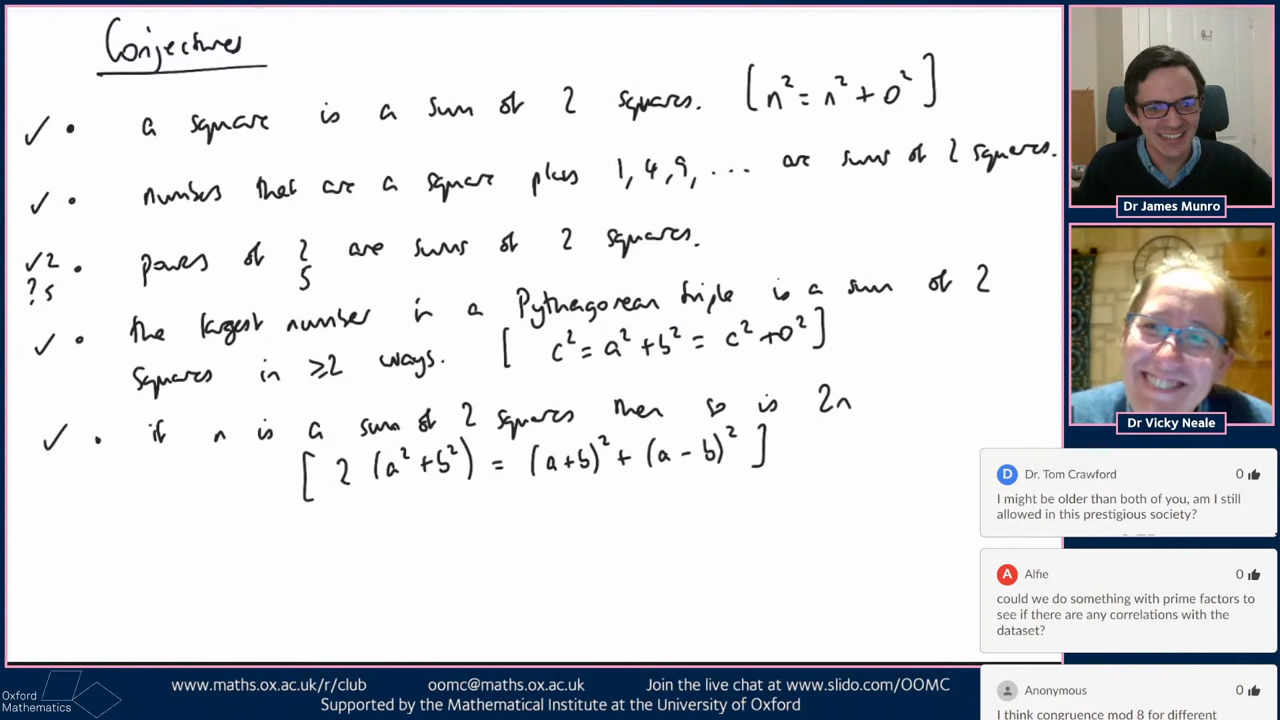 Conjectures
✓ • a square is a sum of 2 squares. [n² = n² + 0²]
✓ • numbers that are a square plus 1, 4, 9, ... are sums of 2 squares.
✓2 • powers of 2 are sums of 2 squares.
? 5 5
✓ • the largest number in a Pythagorean triple is a sum of 2
squares in ≥2 ways. [c² = a² + b² = c² + 0²]
✓ • if n is a sum of 2 squares then so is 2n
[2 (a² + b²) = (a+b)² + (a - b)²]
Dr James Munro
Dr Vicky Neale
D Dr. Tom Crawford 0
I might be older than both of you, am I still
allowed in this prestigious society?
A Alfie 0
could we do something with prime factors to
see if there are any correlations with the
dataset?
Anonymous 0
I think congruence mod 8 for different
Oxford
Mathematics
www.maths.ox.ac.uk/r/club oomc@maths.ox.ac.uk Join the live chat at www.slido.com/OOMC
Supported by the Mathematical Institute at the University of Oxford